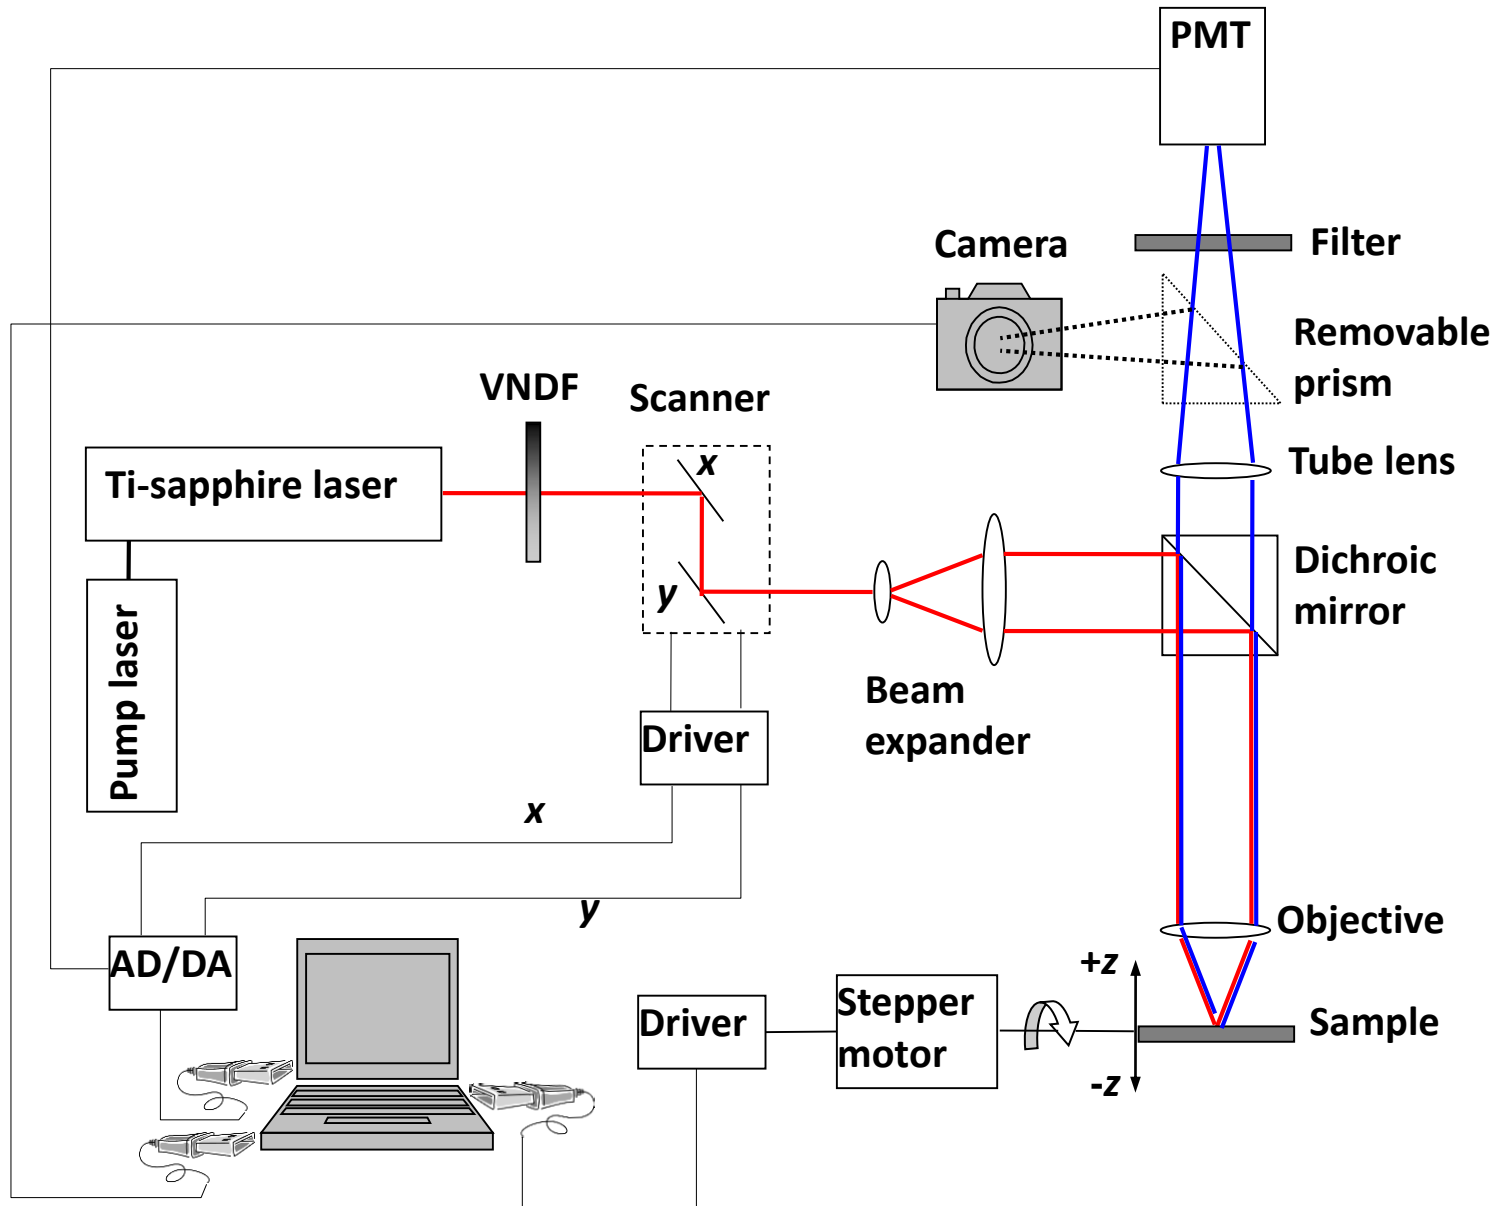 PMT
Camera
Filter
Removable
prism
VNDF
Scanner
x
Ti-sapphire laser
Tube lens
y
Dichroic
mirror
Pump laser
Beam
expander
Driver
x
y
Objective
AD/DA
+z
Driver
Stepper
motor
Sample
-z